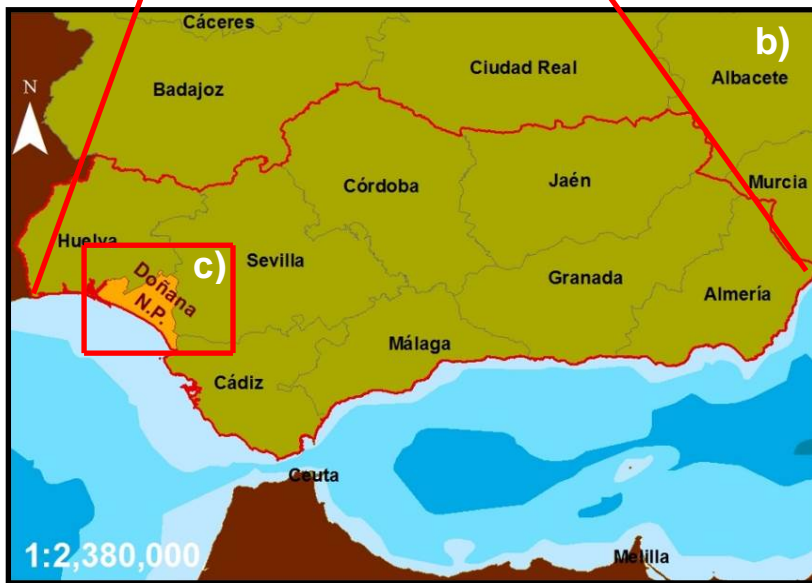 Cáceres
b)
Ciudad Real
Albacete
Badajoz
N
Córdoba
Jaén
Murcia
Huelva
c)
Sevilla
Doñana
N.P.
Granada
Almería
Málaga
Cádiz
Ceuta
1:2,380,000
Melilla